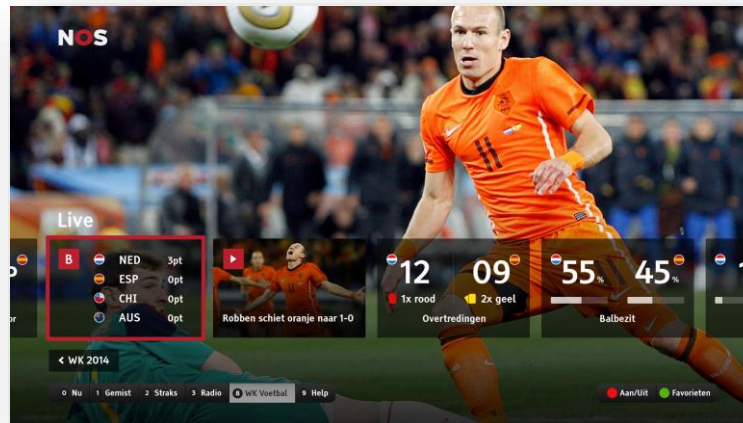 NOS
11
Live
B
NED 3pt
ESP 0pt
CHI 0pt
AUS 0pt
Robben schiet oranje naar 1-0
12 09
1x rood 2x geel
Overtredingen
55% 45%
Balbezit
< WK 2014
0 Nu 1 Gemist 2 Straks 3 Radio 8 WK Voetbal 9 Help
Aan/Uit Favorieten